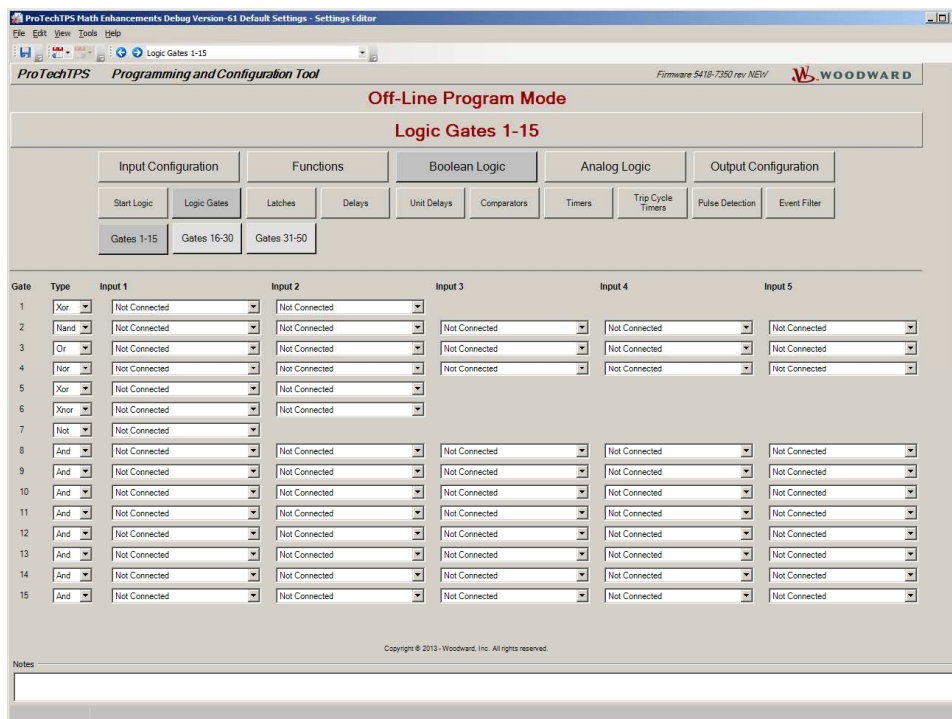 ProTechTPS Math Enhancements Debug Version-61 Default Settings - Settings Editor
File Edit View Tools Help
Logic Gates 1-15
ProTechTPS Programming and Configuration Tool Firmware 5418-7350 rev NEW WOODWARD
Off-Line Program Mode
Logic Gates 1-15
Input Configuration Functions Boolean Logic Analog Logic Output Configuration
Start Logic Logic Gates Latches Delays Unit Delays Comparators Timers Trip Cycle Timers Pulse Detection Event Filter
Gates 1-15 Gates 16-30 Gates 31-50
Gate Type Input 1 Input 2 Input 3 Input 4 Input 5
1 Xor Not Connected Not Connected
2 Nand Not Connected Not Connected Not Connected Not Connected Not Connected
3 Or Not Connected Not Connected Not Connected Not Connected Not Connected
4 Nor Not Connected Not Connected Not Connected Not Connected Not Connected
5 Xor Not Connected Not Connected
6 Xnor Not Connected Not Connected
7 Not Not Connected
8 And Not Connected Not Connected Not Connected Not Connected Not Connected
9 And Not Connected Not Connected Not Connected Not Connected Not Connected
10 And Not Connected Not Connected Not Connected Not Connected Not Connected
11 And Not Connected Not Connected Not Connected Not Connected Not Connected
12 And Not Connected Not Connected Not Connected Not Connected Not Connected
13 And Not Connected Not Connected Not Connected Not Connected Not Connected
14 And Not Connected Not Connected Not Connected Not Connected Not Connected
15 And Not Connected Not Connected Not Connected Not Connected Not Connected
Copyright © 2013 - Woodward, Inc. All rights reserved.
Notes